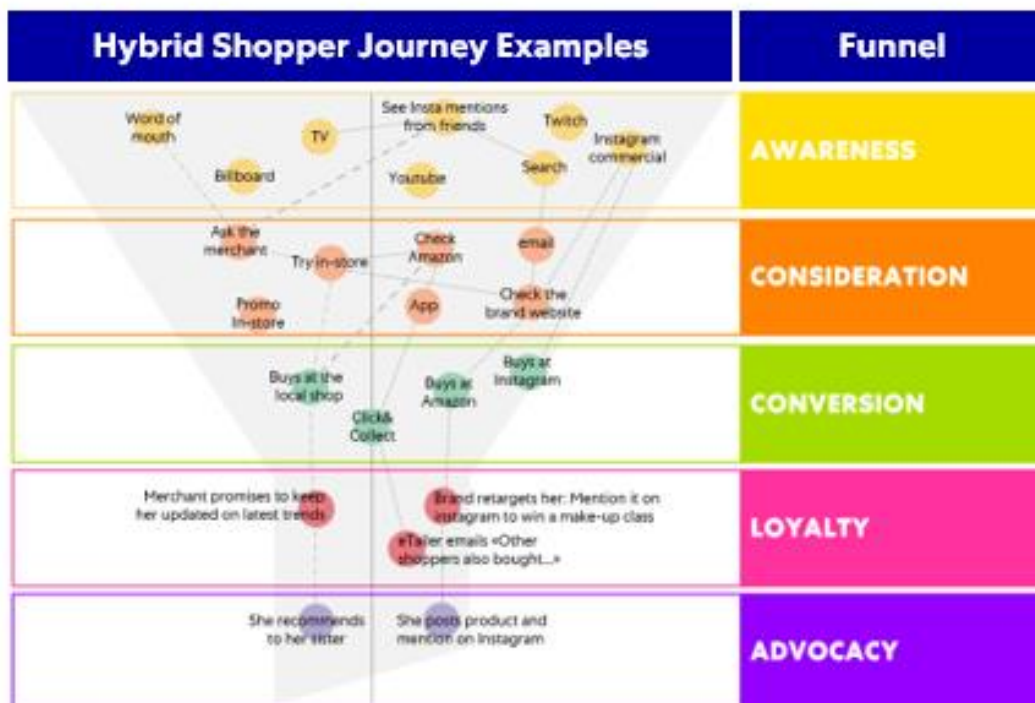 Hybrid Shopper Journey Examples
Funnel
Word of
mouth
TV
See Insta mentions
from friends
Twitch
Instagram
commercial
Billboard
Youtube
Search
AWARENESS
Ask the
merchant
Try in-store
Check
Amazon
email
Promo
In-store
App
Check the
brand website
CONSIDERATION
Buys at the
local shop
Click&
Collect
Buys at
Amazon
Buys at
Instagram
CONVERSION
Merchant promises to keep
her updated on latest trends
Brand retargets her: Mention it on
instagram to win a make-up class
eTailer emails «Other
shoppers also bought...»
LOYALTY
She recommends
to her sister
She posts product and
mention on Instagram
ADVOCACY